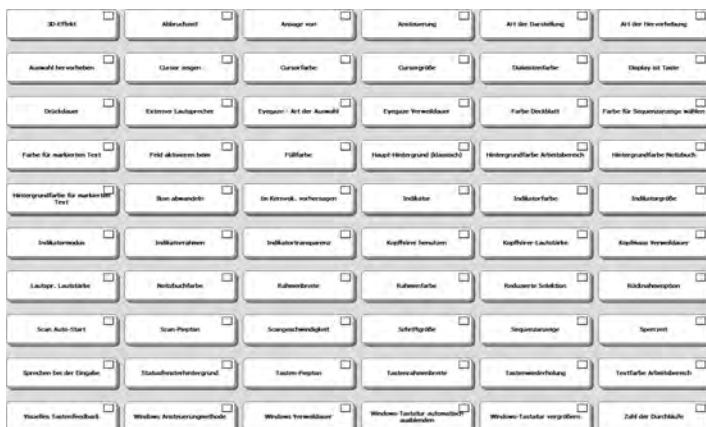 3D-Effekt
Abbruchzeit
Ansage von
Ansteuerung
Art der Darstellung
Art der Hervorhebung
Auswahl hervorheben
Cursor zeigen
Cursorfarbe
Cursorgröße
Dialogfarbe
Display ist Taste
Drückdauer
Externer Lautsprecher
Eyegaze - Art der Auswahl
Eyegaze Verweildauer
Farbe Deckblatt
Farbe für Sequenzanzeige wählen
Farbe für markierten Text
Feld aktivieren beim
Füllfarbe
Haupt-Hintergrund (klassisch)
Hintergrundfarbe Arbeitsbereich
Hintergrundfarbe Notizbuch
Hintergrundfarbe für markierten
Text
Ikon abwandeln
Im Kernvok. vorhersagen
Indikator
Indikatorfarbe
Indikatorgröße
Indikatormodus
Indikatorrahmen
Indikatortransparenz
Kopfhörer benutzen
Kopfhörer-Lautstärke
Kopfmaus Verweildauer
Lautspr. Lautstärke
Notizbuchfarbe
Rahmenbreite
Rahmenfarbe
Reduzierte Selektion
Rücknahmeoption
Scan Auto-Start
Scan-Piepton
Scangeschwindigkeit
Schriftgröße
Sequenzanzeige
Sperrzeit
Sprechen bei der Eingabe
Statusfensterhintergrund
Tasten-Piepton
Tastenrahmenbreite
Tastenwiederholung
Textfarbe Arbeitsbereich
Visuelles Tastenfeedback
Windows Ansteuerungmethode
Windows Verweildauer
Windows-Tastatur automatisch
ausblenden
Windows-Tastatur vergrößern
Zahl der Durchläufe